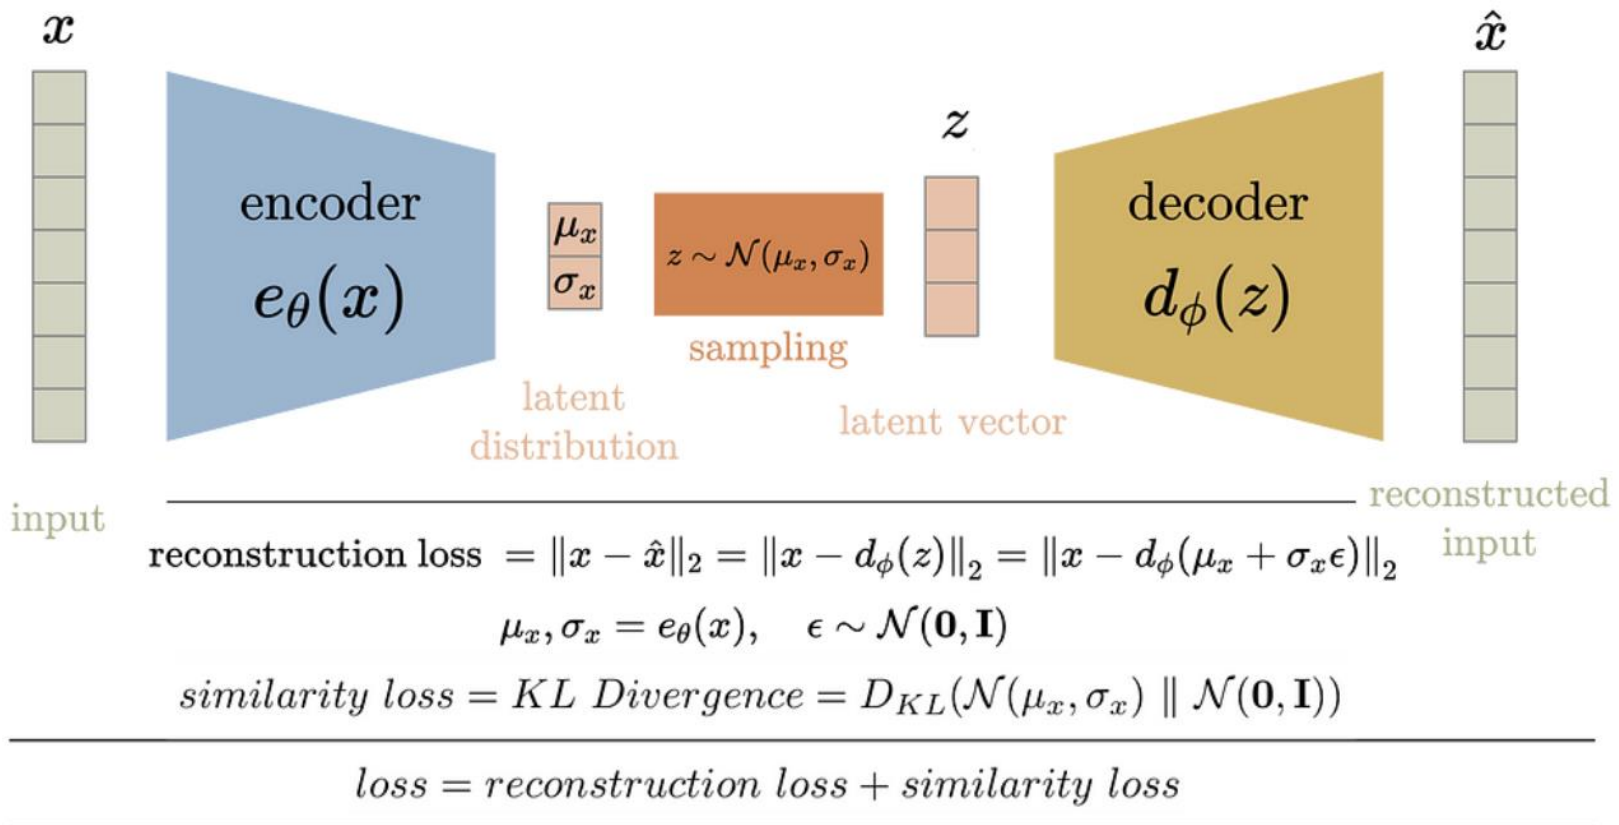 x
x̂
z
encoder
e_θ(x)
μ_x
σ_x
z ∼ 𝒩(μ_x, σ_x)
sampling
decoder
d_ϕ(z)
latent
distribution
latent vector
input
reconstructed
input
reconstruction loss = ‖x − x̂‖₂ = ‖x − d_ϕ(z)‖₂ = ‖x − d_ϕ(μ_x + σ_xϵ)‖₂
μ_x, σ_x = e_θ(x), ϵ ∼ 𝒩(0, I)
similarity loss = KL Divergence = D_KL(𝒩(μ_x, σ_x) ‖ 𝒩(0, I))
loss = reconstruction loss + similarity loss